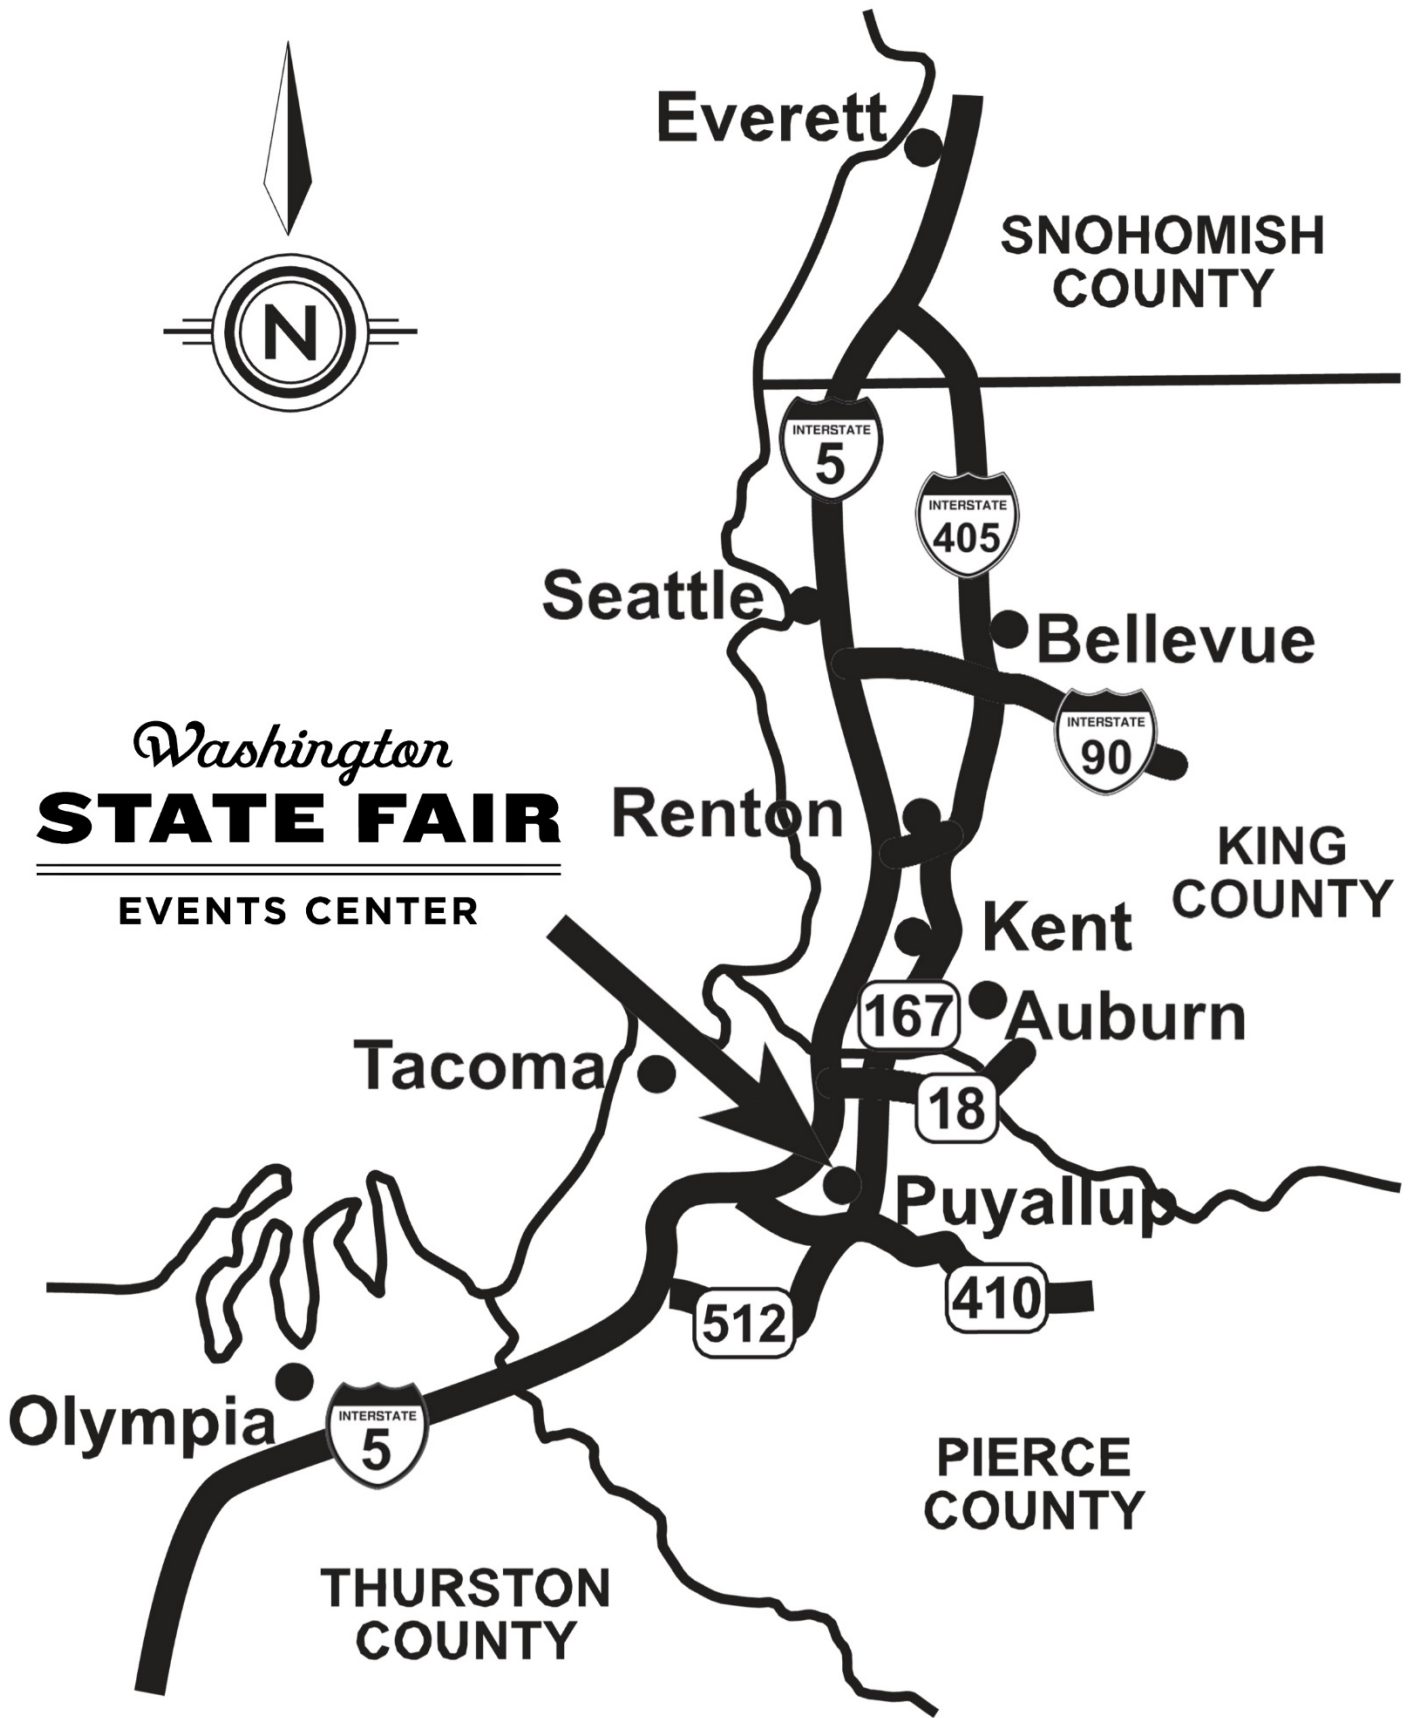 Everett
SNOHOMISH
COUNTY
N
INTERSTATE
5
INTERSTATE
405
Seattle
Bellevue
INTERSTATE
90
Washington
STATE FAIR
EVENTS CENTER
Renton
KING
COUNTY
Kent
167
Auburn
Tacoma
18
Puyallup
410
512
Olympia
INTERSTATE
5
PIERCE
COUNTY
THURSTON
COUNTY